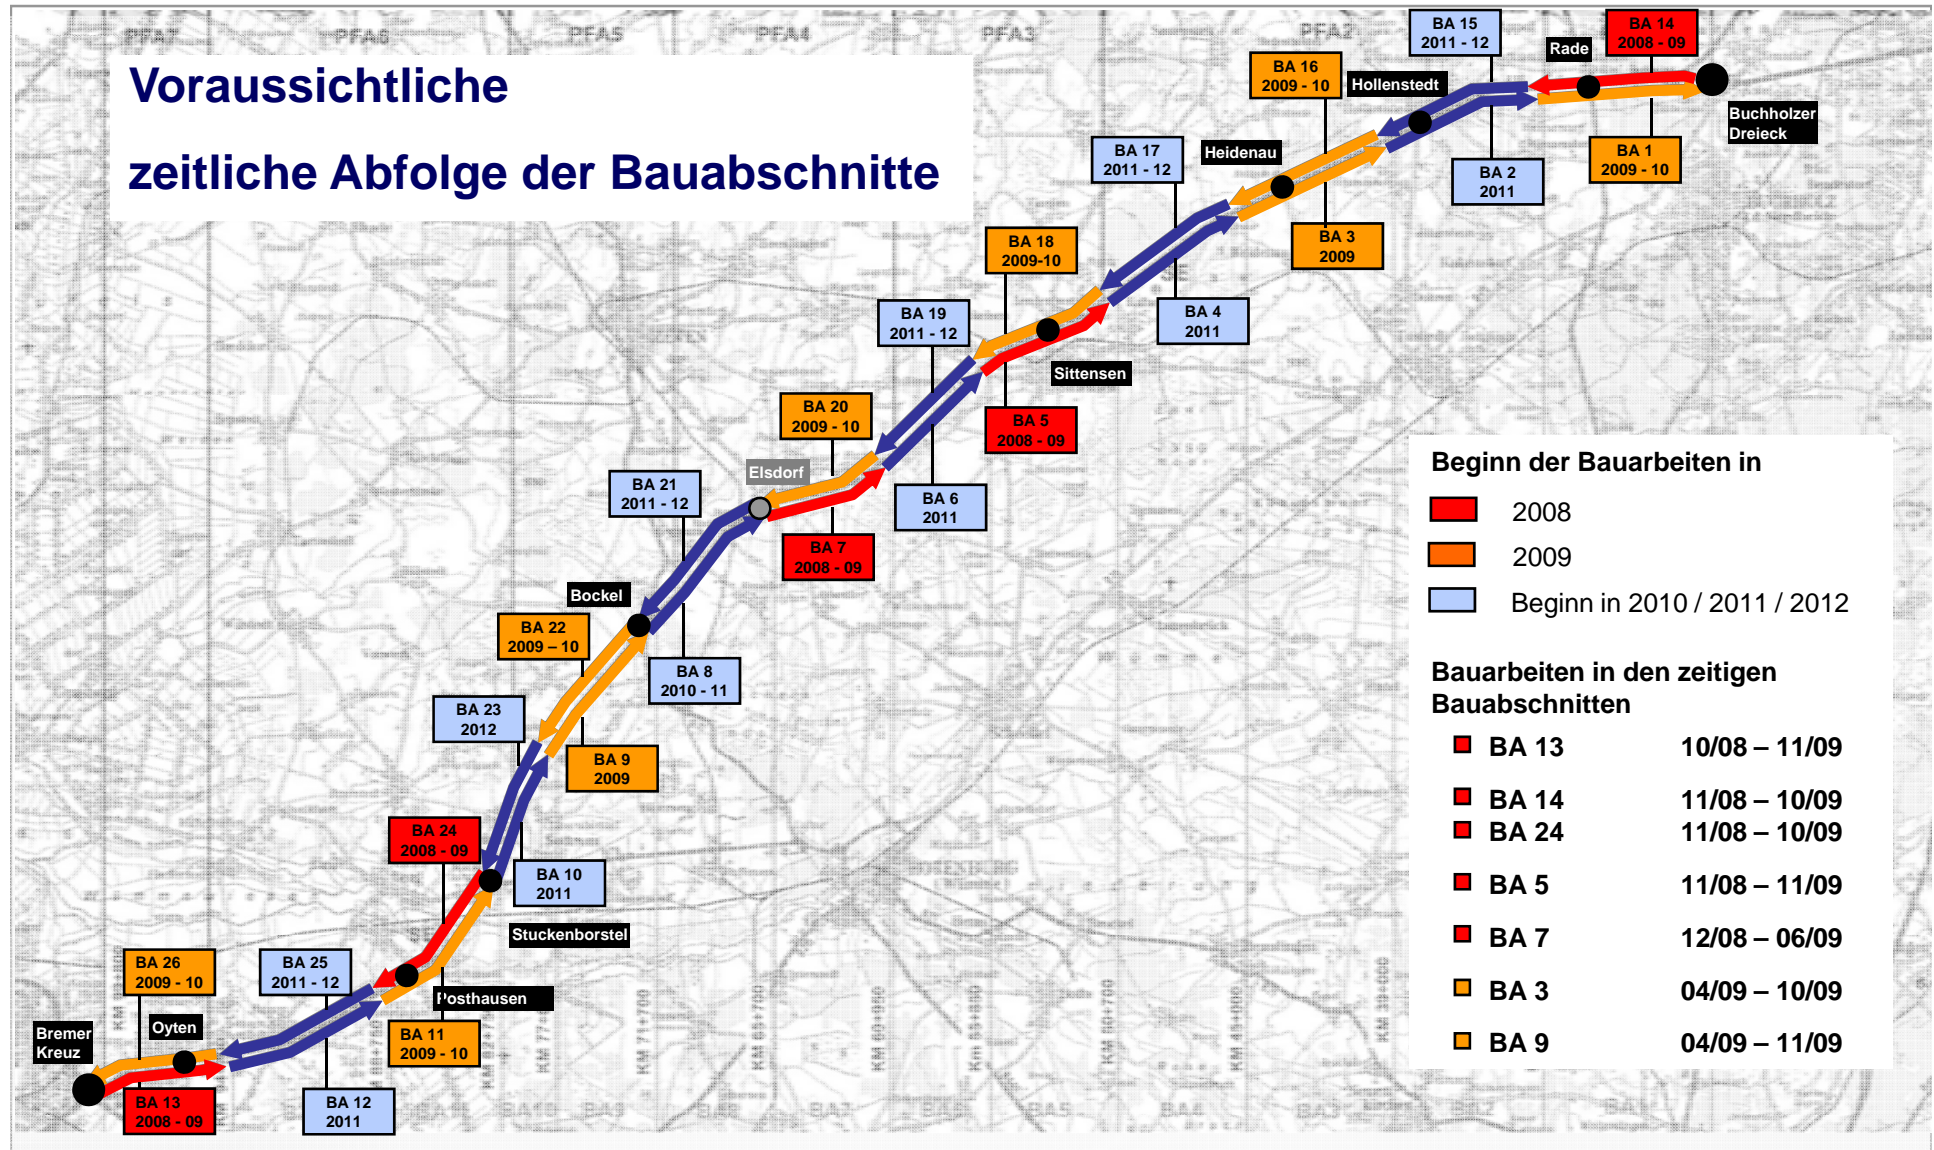 PFA7
PFA6
PFA5
PFA4
PFA3
PFA2
Voraussichtliche
zeitliche Abfolge der Bauabschnitte
BA 15
2011 - 12
Rade
BA 14
2008 - 09
BA 16
2009 - 10
Hollenstedt
Buchholzer
Dreieck
BA 17
2011 - 12
Heidenau
BA 2
2011
BA 1
2009 - 10
BA 18
2009-10
BA 3
2009
BA 19
2011 - 12
BA 4
2011
Sittensen
BA 20
2009 - 10
BA 5
2008 - 09
Elsdorf
BA 21
2011 - 12
BA 6
2011
BA 7
2008 - 09
Bockel
BA 22
2009 – 10
BA 8
2010 - 11
BA 23
2012
BA 9
2009
BA 24
2008 - 09
BA 10
2011
Stuckenborstel
BA 26
2009 - 10
BA 25
2011 - 12
Posthausen
Bremer
Kreuz
Oyten
BA 11
2009 - 10
BA 13
2008 - 09
BA 12
2011
Beginn der Bauarbeiten in
2008
2009
Beginn in 2010 / 2011 / 2012
Bauarbeiten in den zeitigen
Bauabschnitten
BA 13 10/08 – 11/09
BA 14 11/08 – 10/09
BA 24 11/08 – 10/09
BA 5 11/08 – 11/09
BA 7 12/08 – 06/09
BA 3 04/09 – 10/09
BA 9 04/09 – 11/09